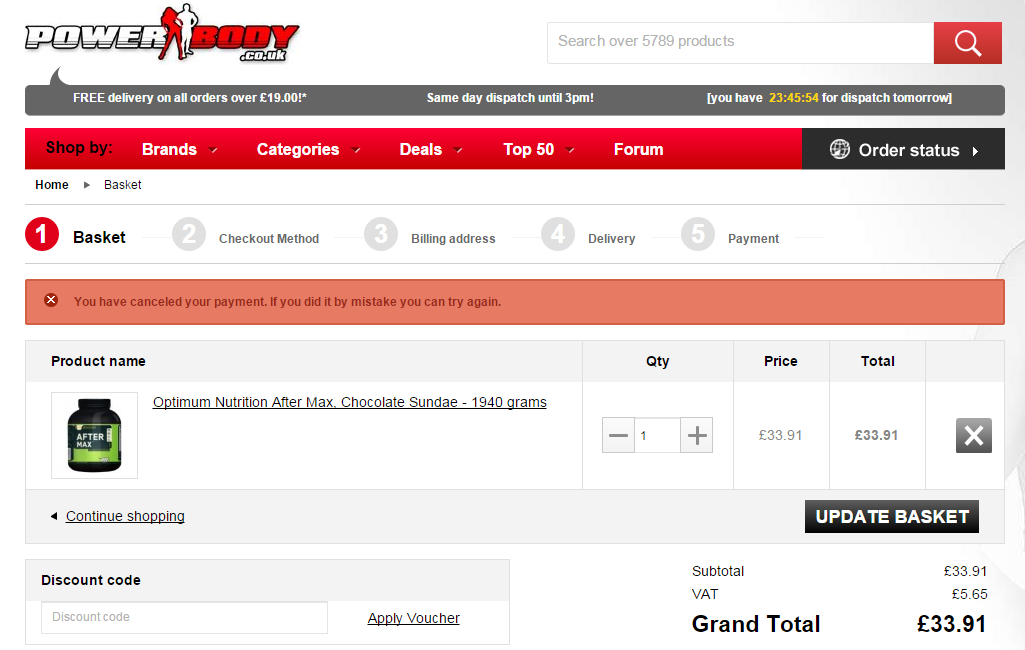 POWERBODY
.co.uk
Search over 5789 products
FREE delivery on all orders over £19.00!*
Same day dispatch until 3pm!
[you have 23:45:54 for dispatch tomorrow]
Shop by:
Brands
Categories
Deals
Top 50
Forum
Order status
Home
Basket
1 Basket
2 Checkout Method
3 Billing address
4 Delivery
5 Payment
You have canceled your payment. If you did it by mistake you can try again.
Product name
Qty
Price
Total
AFTER
MAX
Optimum Nutrition After Max, Chocolate Sundae - 1940 grams
1
£33.91
£33.91
Continue shopping
UPDATE BASKET
Discount code
Discount code
Apply Voucher
Subtotal £33.91
VAT £5.65
Grand Total £33.91